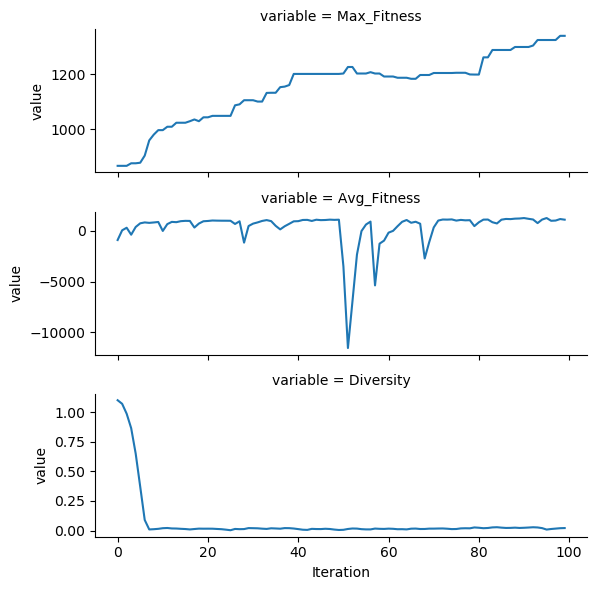 variable = Max_Fitness
1200
1000
value
variable = Avg_Fitness
0
−5000
−10000
value
variable = Diversity
1.00
0.75
0.50
0.25
0.00
value
0 20 40 60 80 100
Iteration